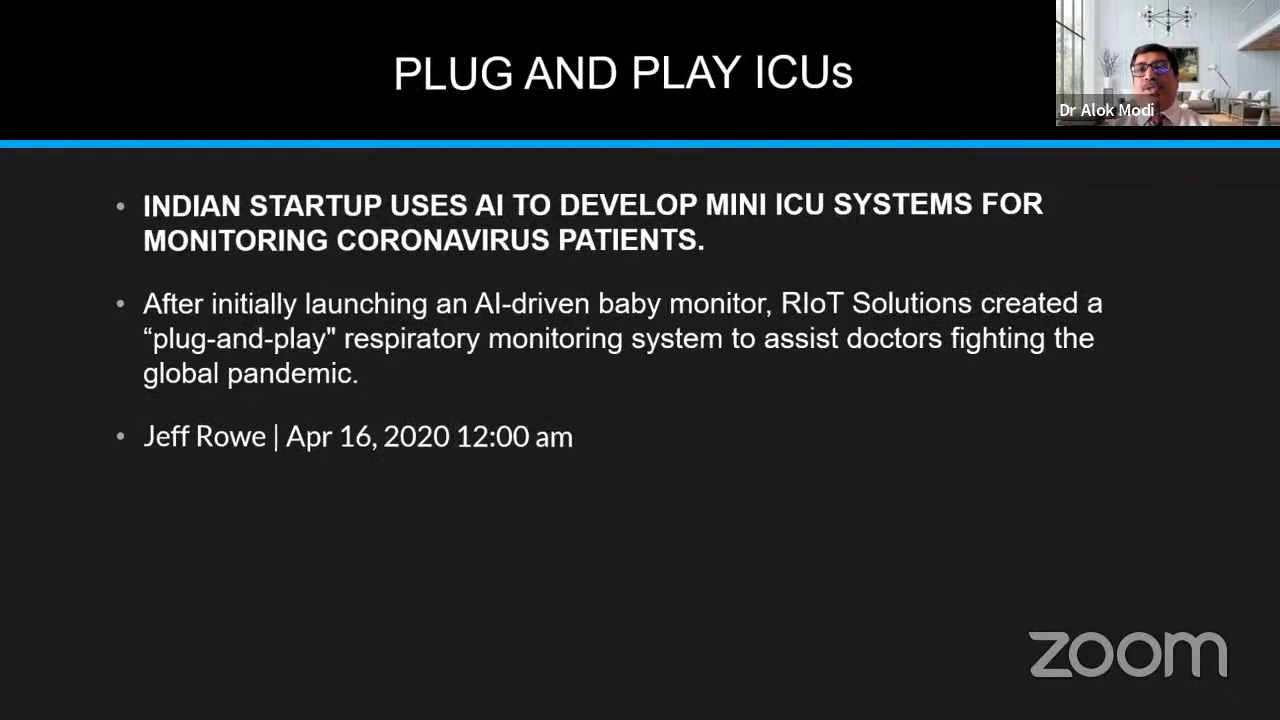 PLUG AND PLAY ICUs
Dr Alok Modi
• INDIAN STARTUP USES AI TO DEVELOP MINI ICU SYSTEMS FOR
MONITORING CORONAVIRUS PATIENTS.
• After initially launching an AI-driven baby monitor, RIoT Solutions created a
“plug-and-play" respiratory monitoring system to assist doctors fighting the
global pandemic.
• Jeff Rowe | Apr 16, 2020 12:00 am
zoom